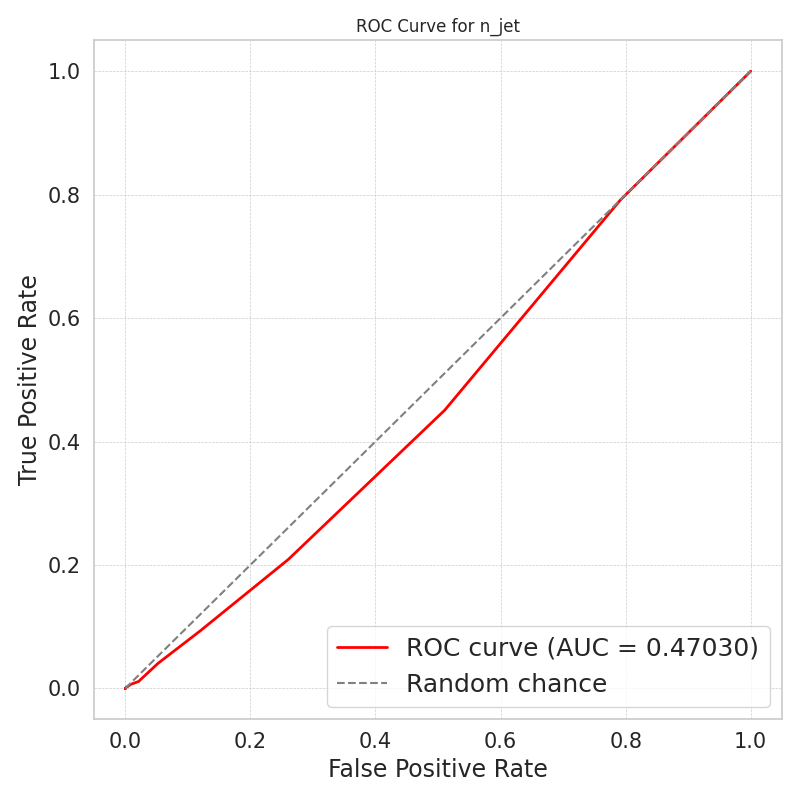 ROC Curve for n_jet
1.0
0.8
0.6
0.4
0.2
0.0
True Positive Rate
ROC curve (AUC = 0.47030)
Random chance
0.0 0.2 0.4 0.6 0.8 1.0
False Positive Rate